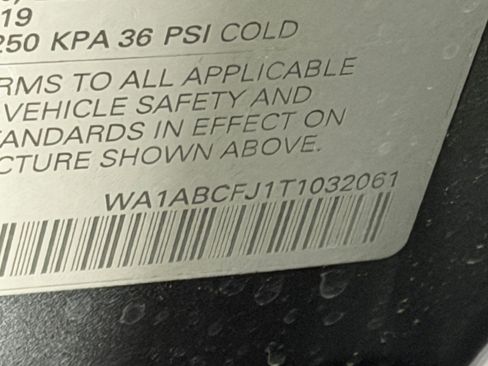 19
250 KPA 36 PSI COLD
RMS TO ALL APPLICABLE
VEHICLE SAFETY AND
TANDARDS IN EFFECT ON
CTURE SHOWN ABOVE.
WA1ABCFJ1T1032061